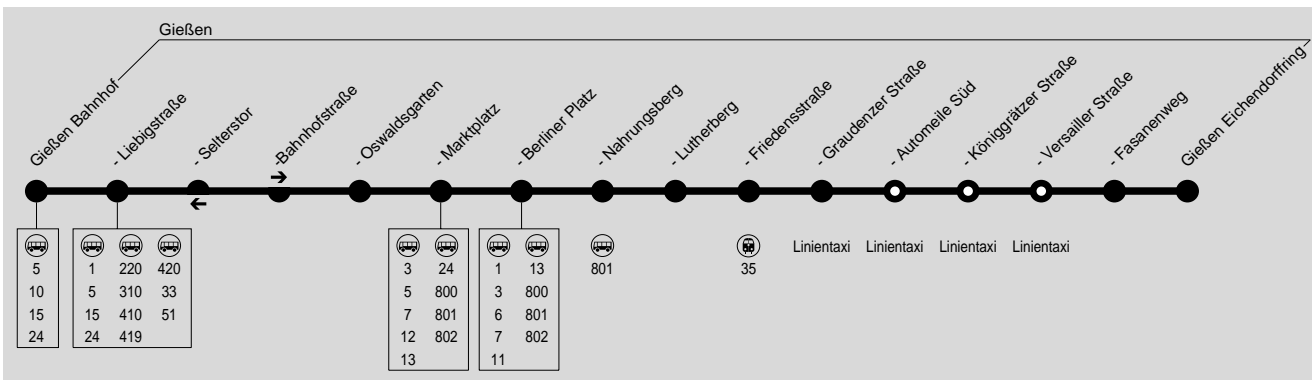 Gießen
Gießen Bahnhof
- Liebigstraße
- Selterstor
-Bahnhofstraße
- Oswaldsgarten
- Marktplatz
- Berliner Platz
- Nahrungsberg
- Lutherberg
- Friedensstraße
- Graudenzer Straße
- Automeile Süd
- Königgrätzer Straße
- Versailler Straße
- Fasanenweg
Gießen Eichendorffring
5
10
15
24
1 220 420
5 310 33
15 410 51
24 419
3 24
5 800
7 801
12 802
13
1 13
3 800
6 801
7 802
11
801
35
Linientaxi Linientaxi Linientaxi Linientaxi